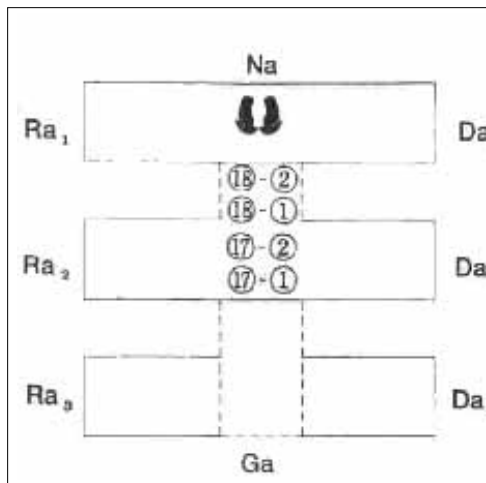 Na
Ra₁ Da
⑱-②
⑱-①
⑰-②
Ra₂ Da
⑰-①
Ra₃ Da
Ga